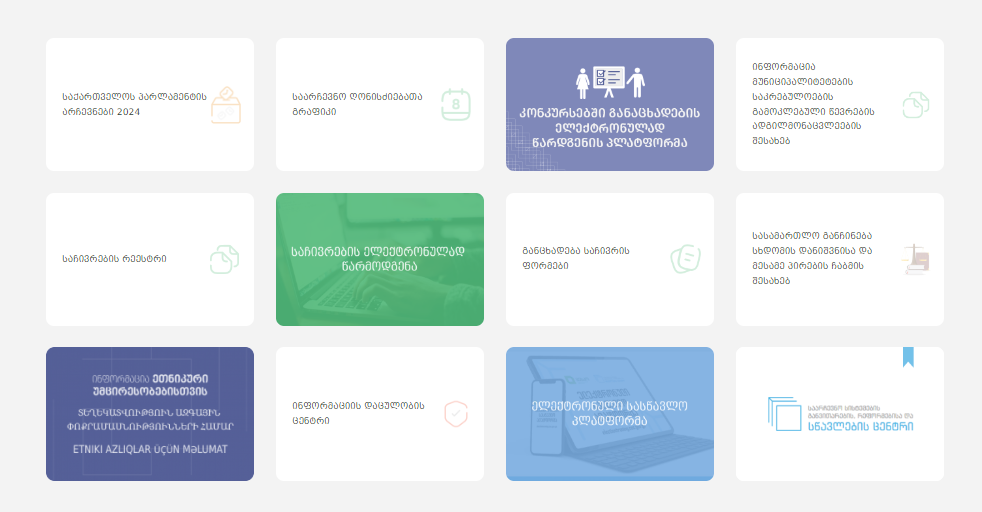 საქართველოს პარლამენტის
არჩევნები 2024
საარჩევნო ღონისძიებათა
გრაფიკი
8
კონკურსებში განაცხადების
ელექტრონულად
წარდგენის პლატფორმა
ინფორმაცია
მუნიციპალიტეტების
საკრებულოების
გამოკლებული წევრების
ადგილმონაცვლეების
შესახებ
საჩივრების რეესტრი
საჩივრების ელექტრონულად
წარმოდგენა
განცხადება საჩივრის
ფორმები
სასამართლო განჩინება
სხდომის დანიშვნისა და
მესამე პირების ჩაბმის
შესახებ
ინფორმაცია ეთნიკური
უმცირესობებისთვის
ՏԵՂԵԿԱՏՎՈՒԹՅՈՒՆ ԱԶԳԱՅԻՆ
ՓՈՔՐԱՄԱՍՆՈՒԹՅՈՒՆՆԵՐԻ ՀԱՄԱՐ
ETNIKI AZLIQLAR ÜÇÜN MƏLUMAT
ინფორმაციის დაცულობის
ცენტრი
ელექტრონული სასწავლო
პლატფორმა
საარჩევნო სისტემების
განვითარების, რეფორმებისა და
სწავლების ცენტრი